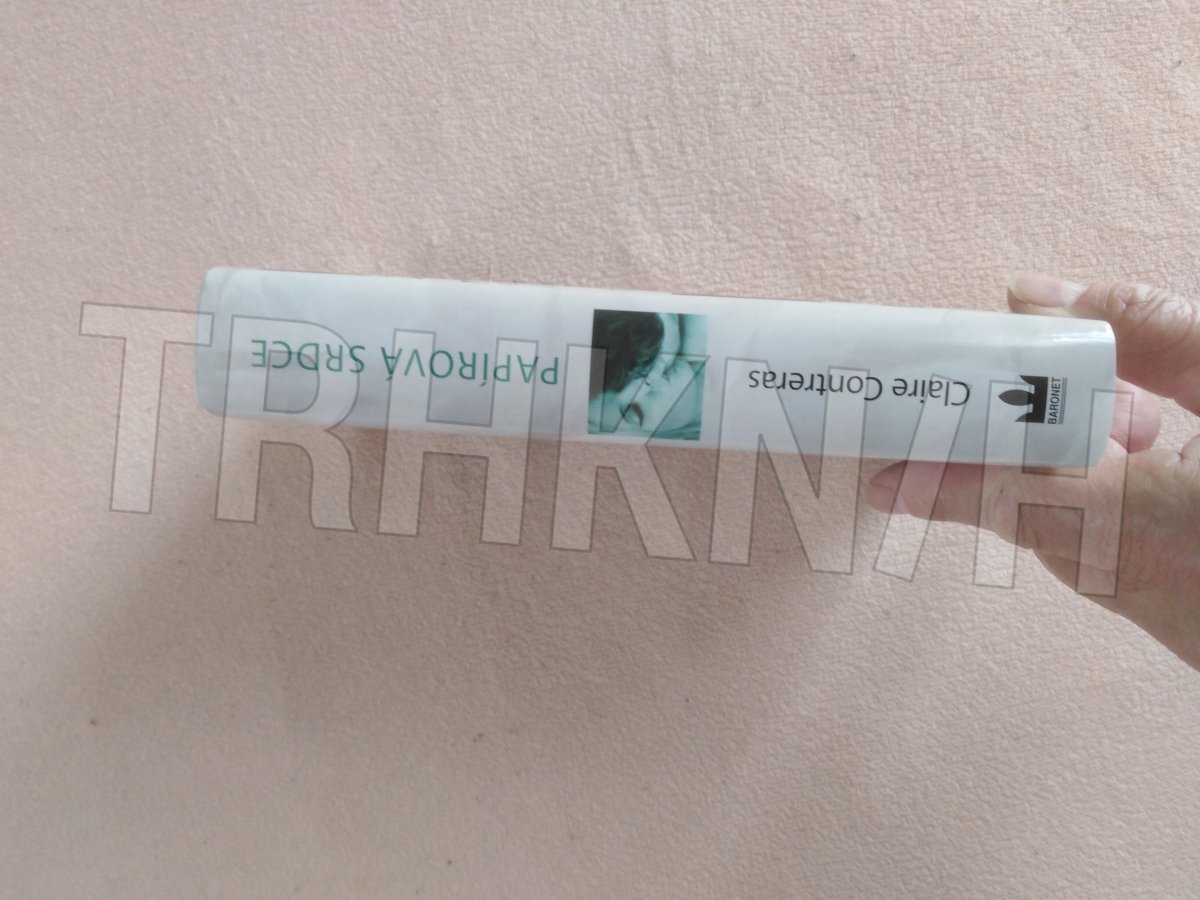 Claire Contreras
PAPÍROVÁ SRDCE
BARONET
TRHKNIH